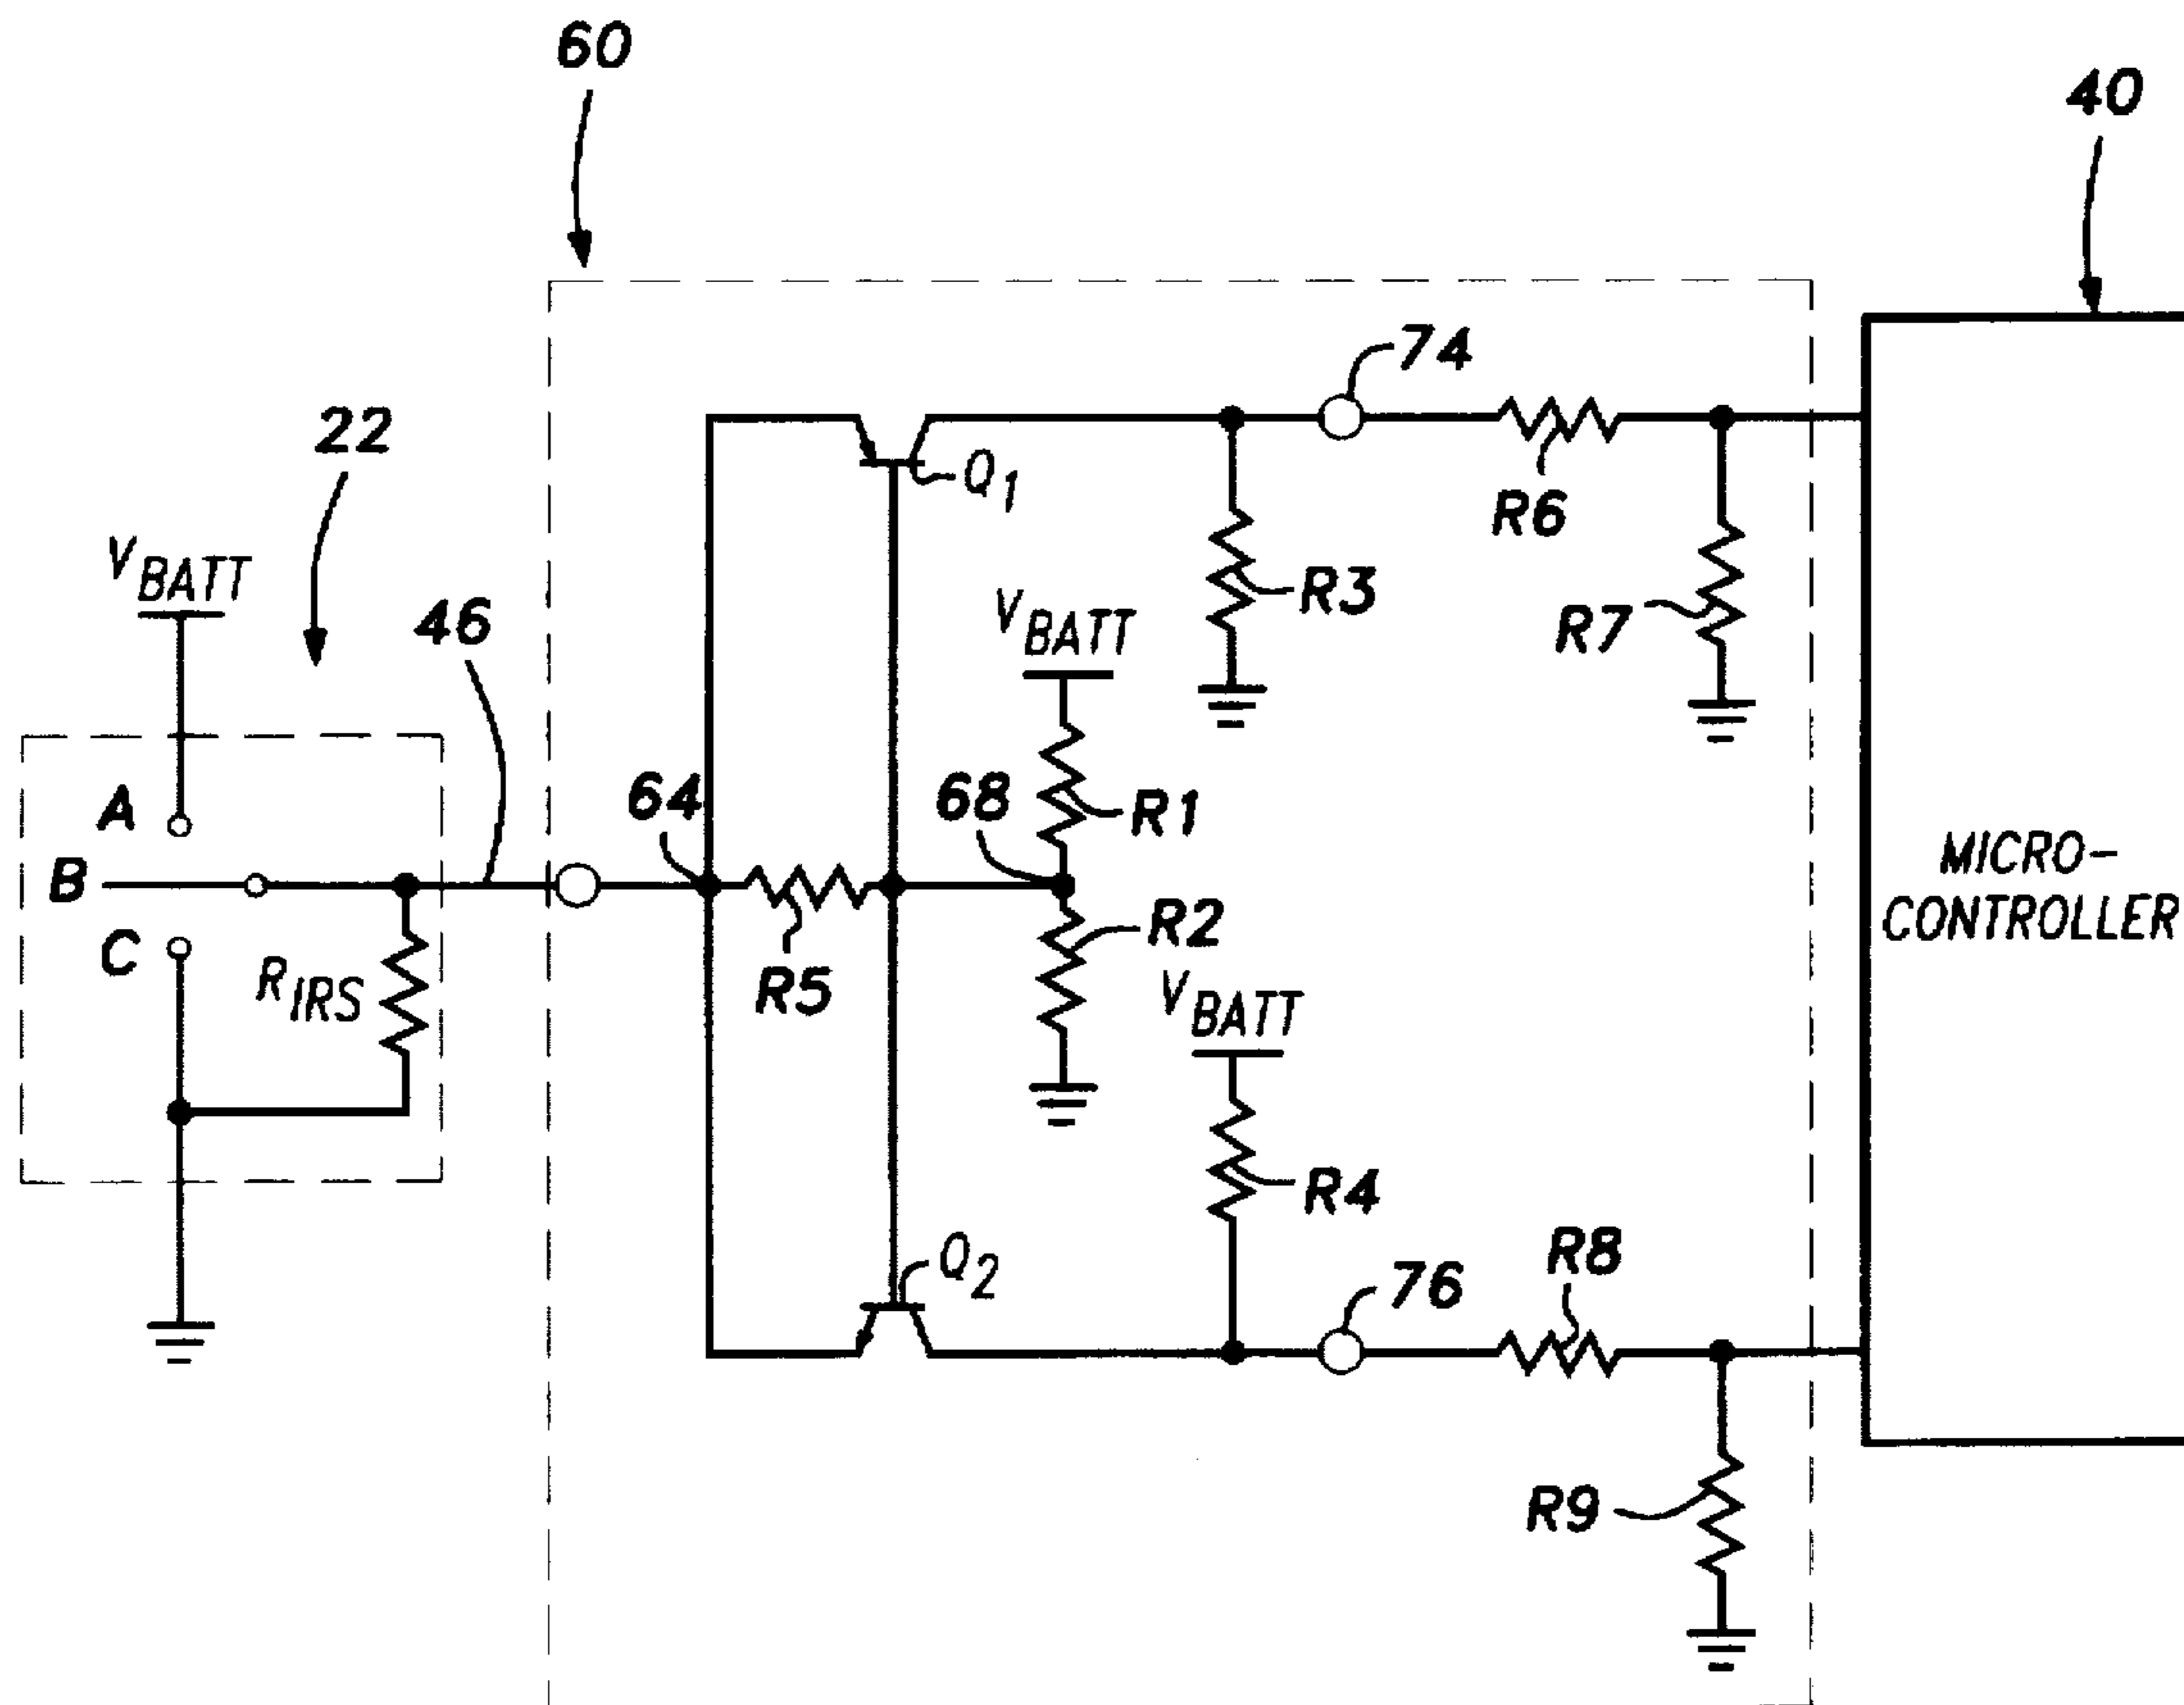 60
40
74
22
Q1
R6
VBATT
R3
46
VBATT
R7
A
64
68
R1
B
MICRO-
CONTROLLER
C
RIRS
R5
R2
VBATT
R4
Q2
76
R8
R9